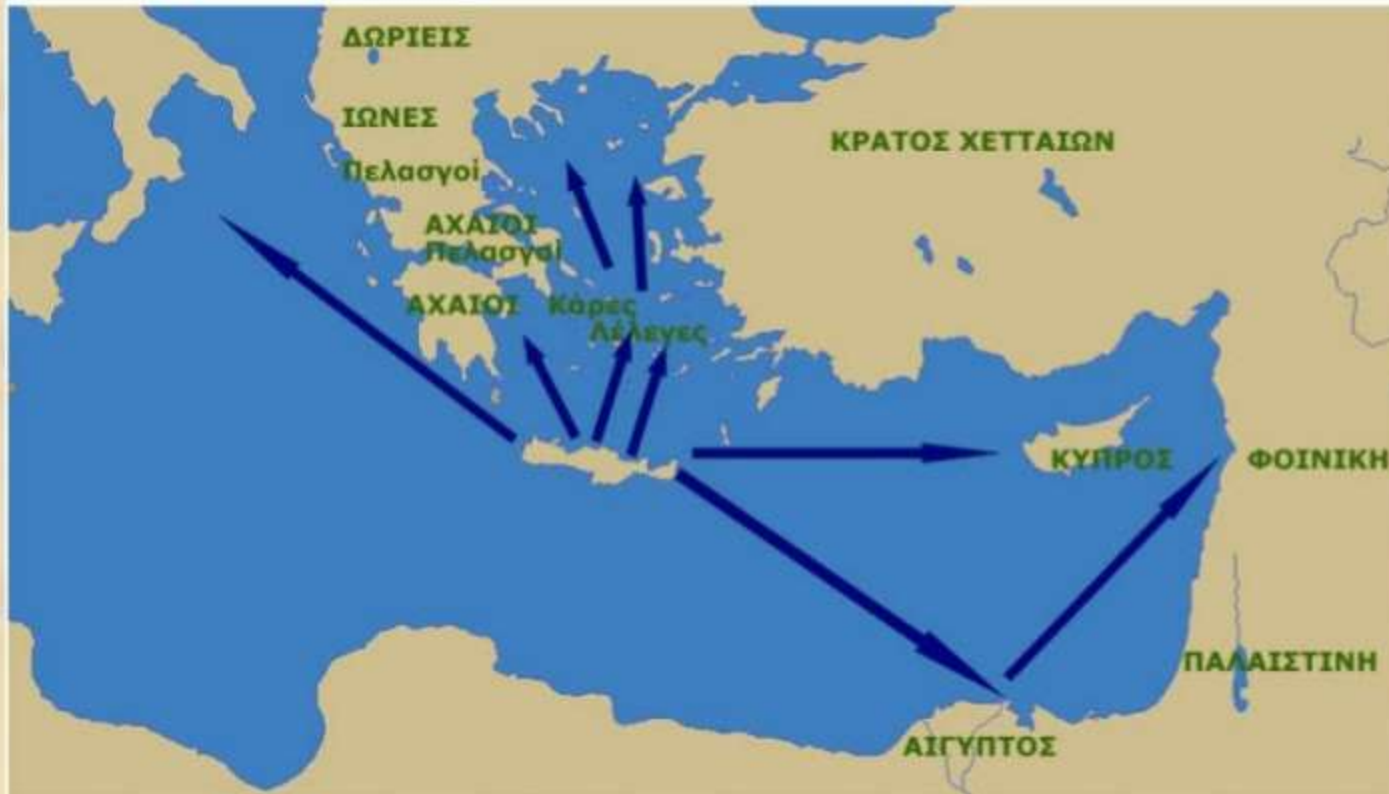 ΔΩΡΙΕΙΣ
ΙΩΝΕΣ
ΚΡΑΤΟΣ ΧΕΤΤΑΙΩΝ
Πελασγοί
ΑΧΑΙΟΙ
Πελασγοί
ΑΧΑΙΟΙ
Κάρες
Λέλεγες
ΚΥΠΡΟΣ
ΦΟΙΝΙΚΗ
ΠΑΛΑΙΣΤΙΝΗ
ΑΙΓΥΠΤΟΣ